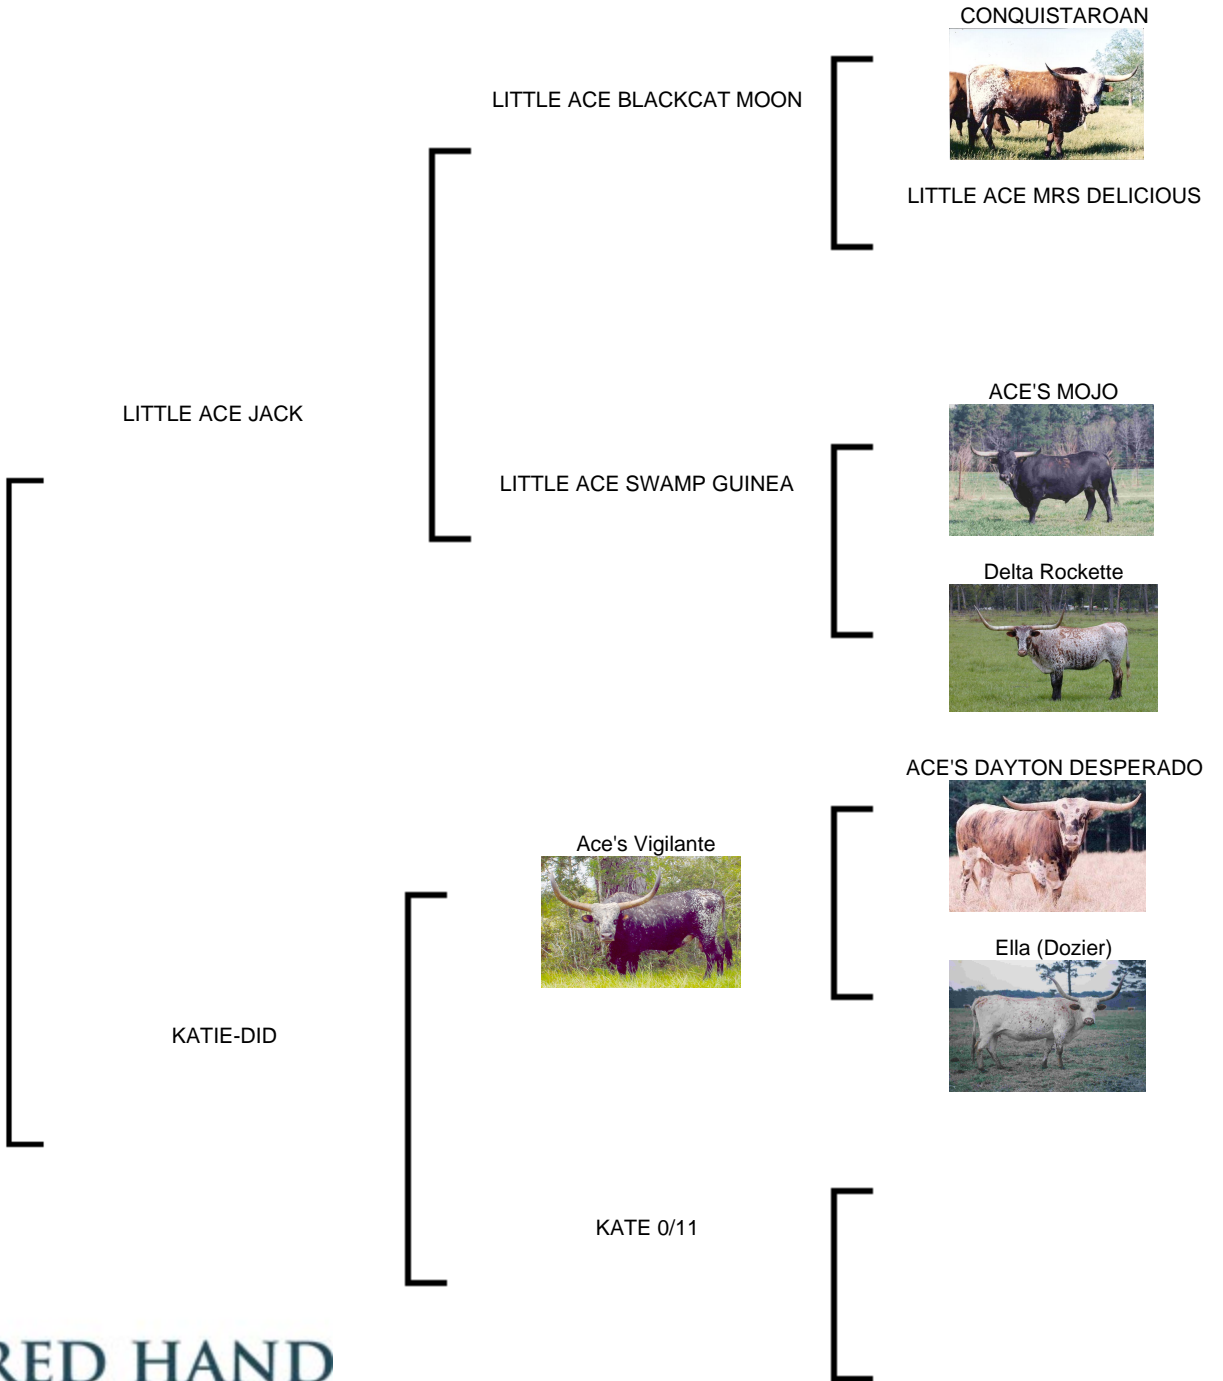 CONQUISTAROAN
LITTLE ACE BLACKCAT MOON
LITTLE ACE MRS DELICIOUS
ACE'S MOJO
LITTLE ACE JACK
LITTLE ACE SWAMP GUINEA
Delta Rockette
ACE'S DAYTON DESPERADO
Ace's Vigilante
Ella (Dozier)
KATIE-DID
KATE 0/11
RED HAND